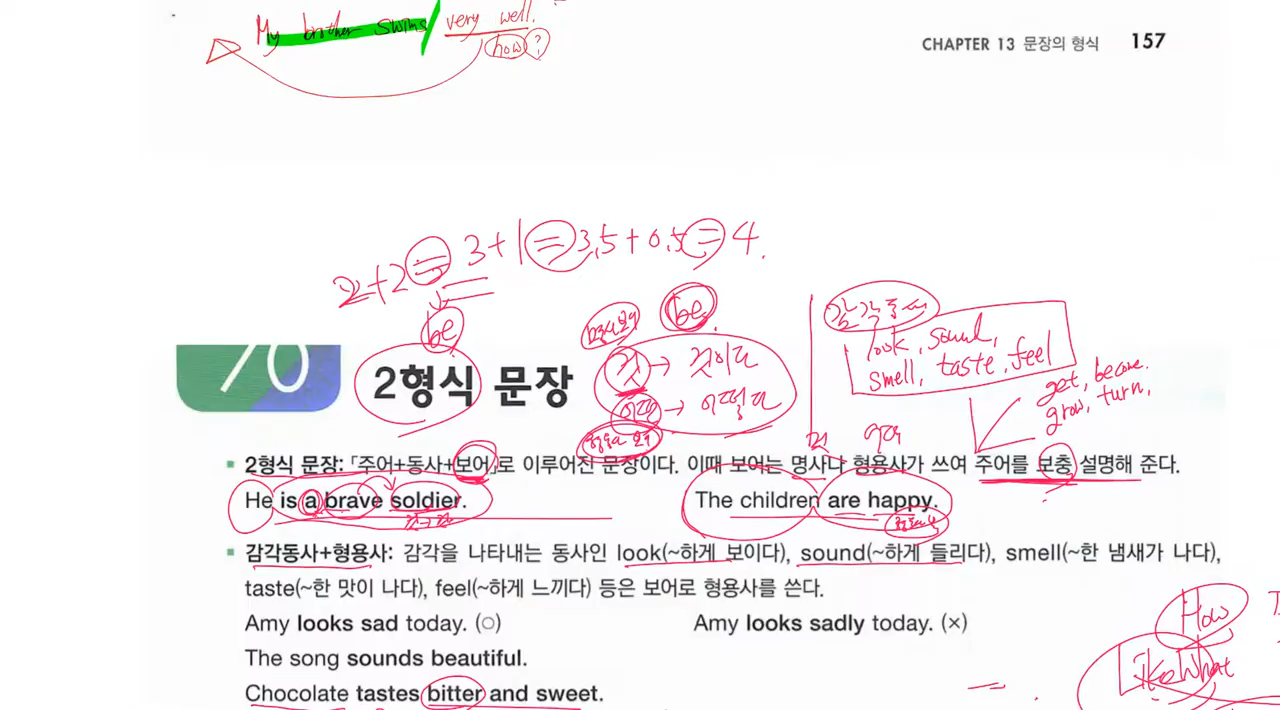 My brother swims very well.
how?
CHAPTER 13 문장의 형식 157
2+2=3+1=3.5+0.5=4.
be
be
감각동사
look, sound,
smell, taste, feel
get, become.
grow, turn,
명사보어
것 → 것이다
어떤 → 어떻다
형용사 보어
70
2형식 문장
것 어떤
2형식 문장: 「주어+동사+보어」로 이루어진 문장이다. 이때 보어는 명사나 형용사가 쓰여 주어를 보충 설명해 준다.
He is a brave soldier. The children are happy.
감각동사+형용사: 감각을 나타내는 동사인 look(~하게 보이다), sound(~하게 들리다), smell(~한 냄새가 나다),
taste(~한 맛이 나다), feel(~하게 느끼다) 등은 보어로 형용사를 쓴다.
Amy looks sad today. (○) Amy looks sadly today. (×)
The song sounds beautiful.
Chocolate tastes bitter and sweet.
How
Like What